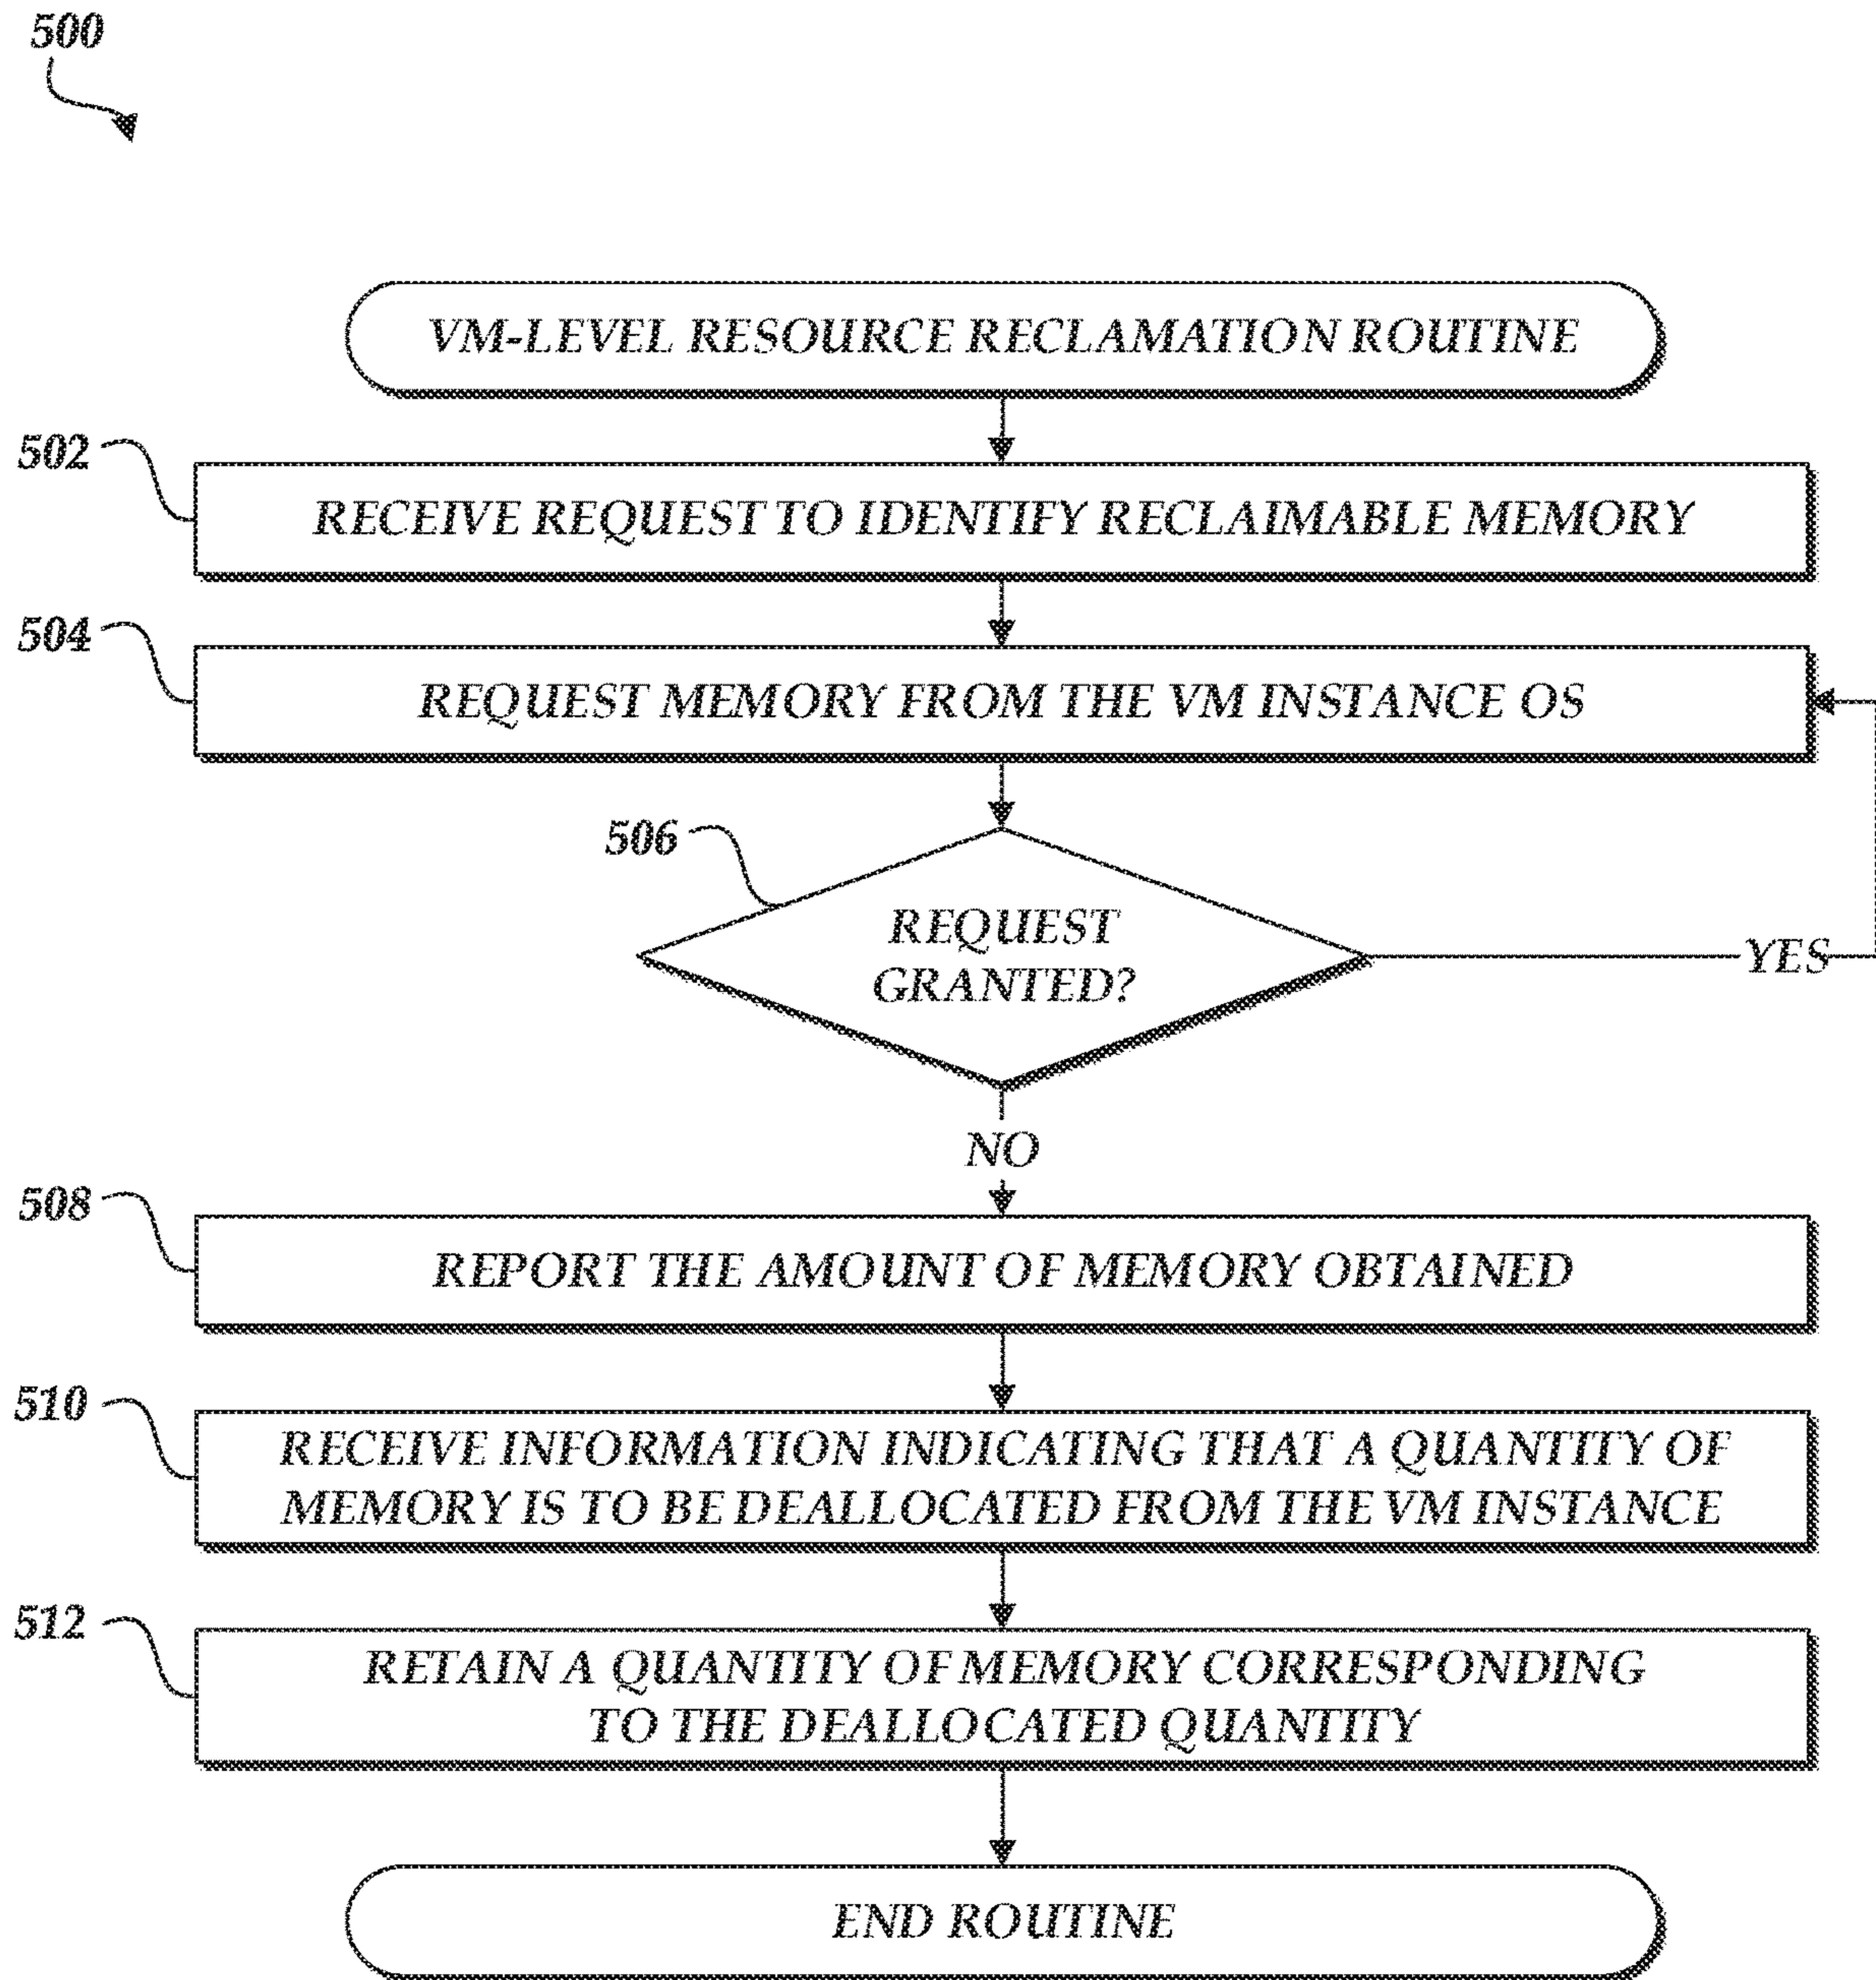 500
VM-LEVEL RESOURCE RECLAMATION ROUTINE
502
RECEIVE REQUEST TO IDENTIFY RECLAIMABLE MEMORY
504
REQUEST MEMORY FROM THE VM INSTANCE OS
506
REQUEST
GRANTED?
YES
NO
508
REPORT THE AMOUNT OF MEMORY OBTAINED
510
RECEIVE INFORMATION INDICATING THAT A QUANTITY OF
MEMORY IS TO BE DEALLOCATED FROM THE VM INSTANCE
512
RETAIN A QUANTITY OF MEMORY CORRESPONDING
TO THE DEALLOCATED QUANTITY
END ROUTINE